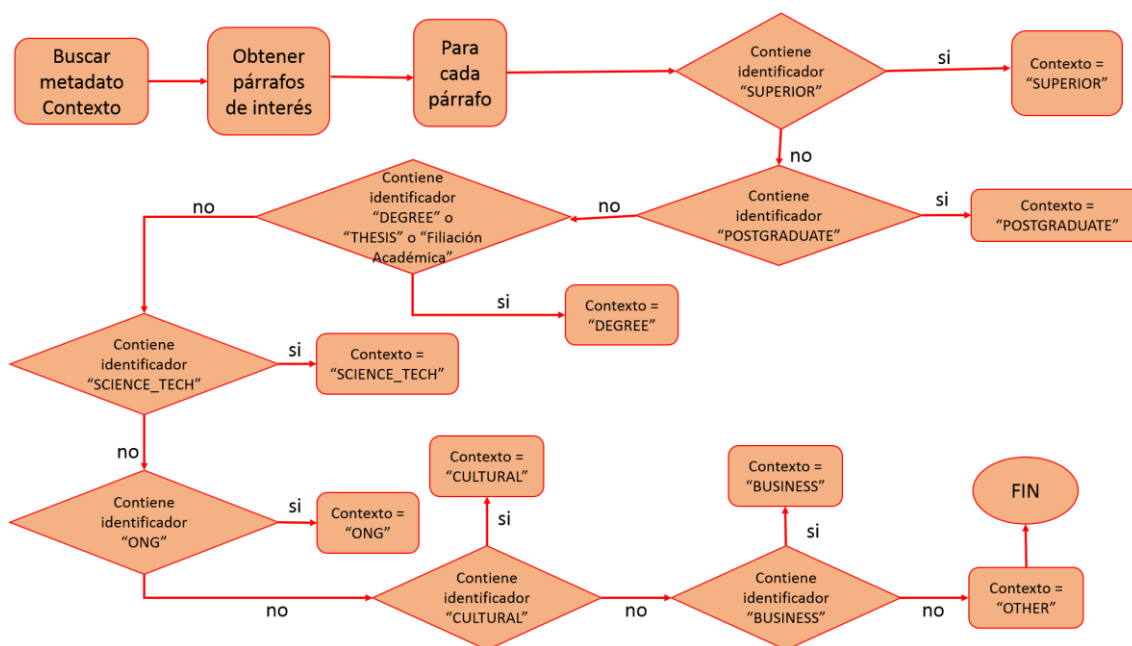 Buscar
metadato
Contexto
Obtener
párrafos
de interés
Para
cada
párrafo
Contiene
identificador
“SUPERIOR”
si
Contexto =
“SUPERIOR”
no
Contiene
identificador
“POSTGRADUATE”
si
Contexto =
“POSTGRADUATE”
no
Contiene
identificador
“DEGREE” o
“THESIS” o “Filiación
Académica”
si
Contexto =
“DEGREE”
no
Contiene
identificador
“SCIENCE_TECH”
si
Contexto =
“SCIENCE_TECH”
no
Contiene
identificador
“ONG”
si
Contexto =
“ONG”
no
Contiene
identificador
“CULTURAL”
si
Contexto =
“CULTURAL”
no
Contiene
identificador
“BUSINESS”
si
Contexto =
“BUSINESS”
no
Contexto =
“OTHER”
FIN